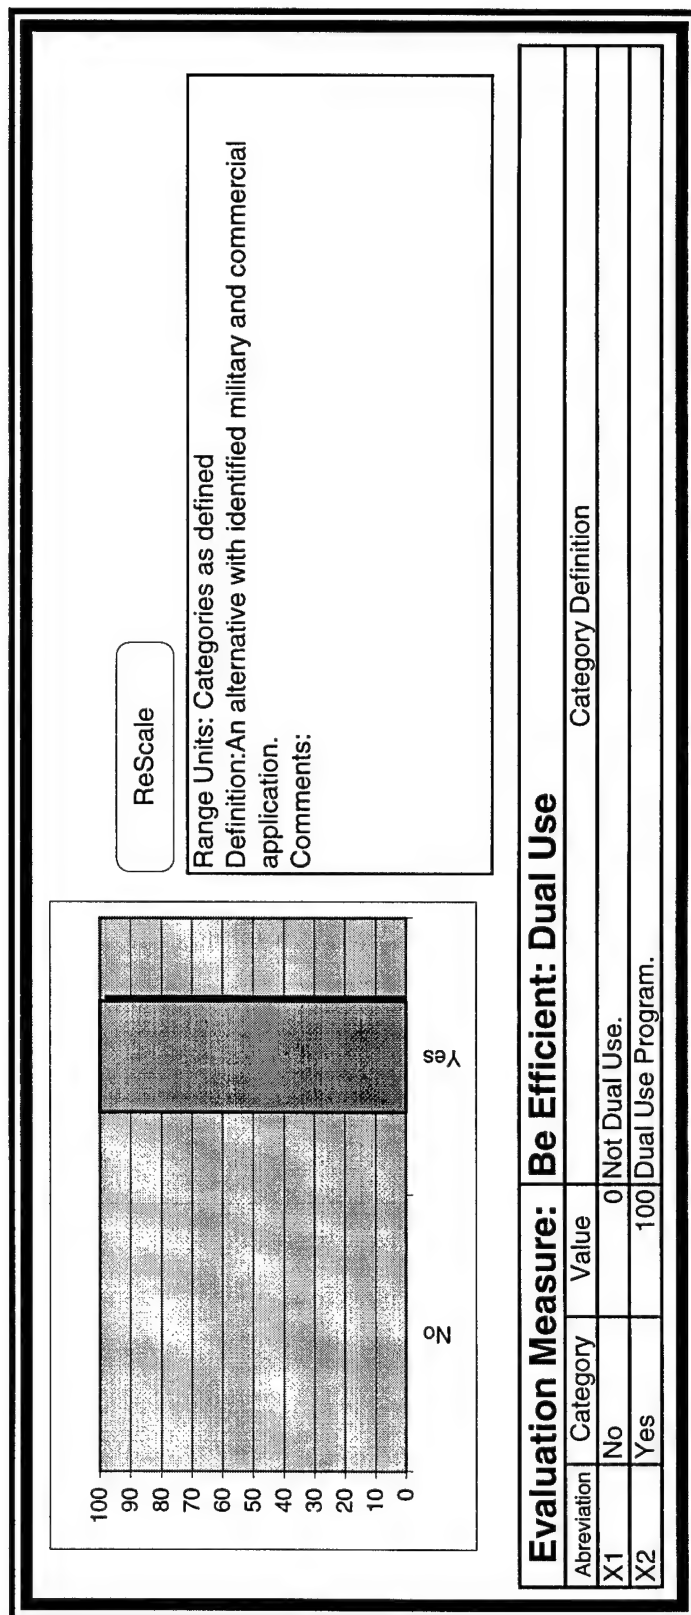 100
90
80
70
60
50
40
30
20
10
0
No
Yes
ReScale
Range Units: Categories as defined
Definition:An alternative with identified military and commercial
application.
Comments:
Evaluation Measure: Be Efficient: Dual Use
Abreviation Category Value Category Definition
X1 No 0 Not Dual Use.
X2 Yes 100 Dual Use Program.